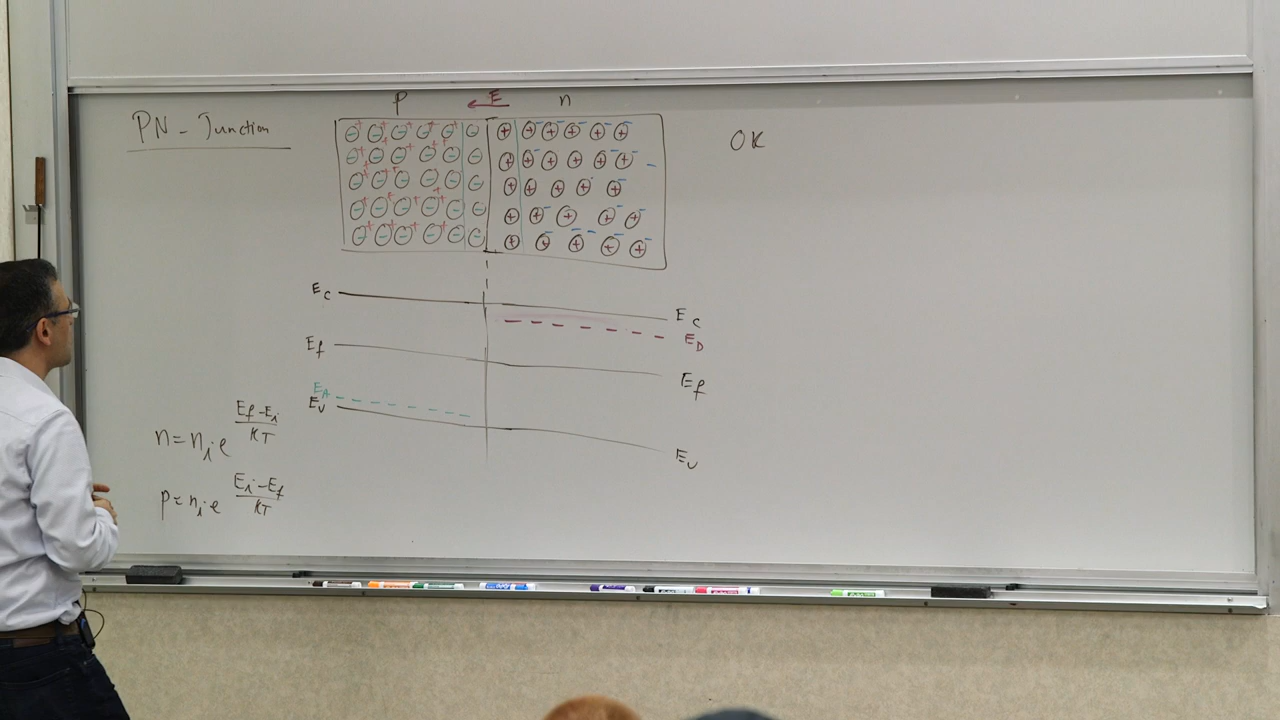 PN - Junction
P E n
OK
Ec
Ec
ED
Ef
Ef
EA
Ev
Ev
n = ni e^(Ef-Ei)/KT
p = ni e^(Ei-Ef)/KT